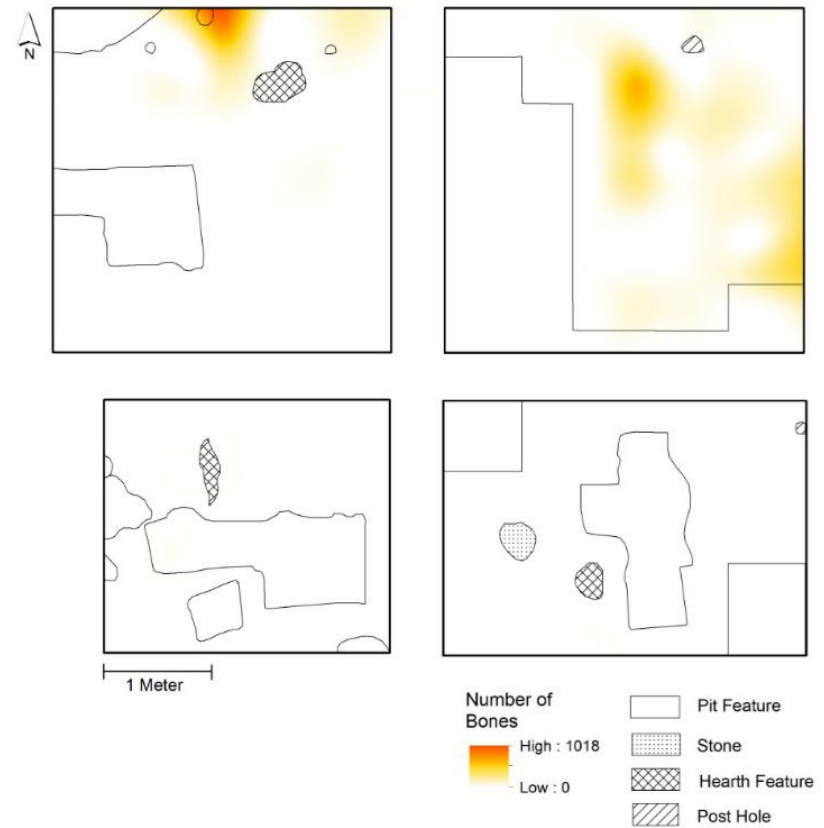 N
1 Meter
Number of
Bones
High : 1018
Low : 0
Pit Feature
Stone
Hearth Feature
Post Hole